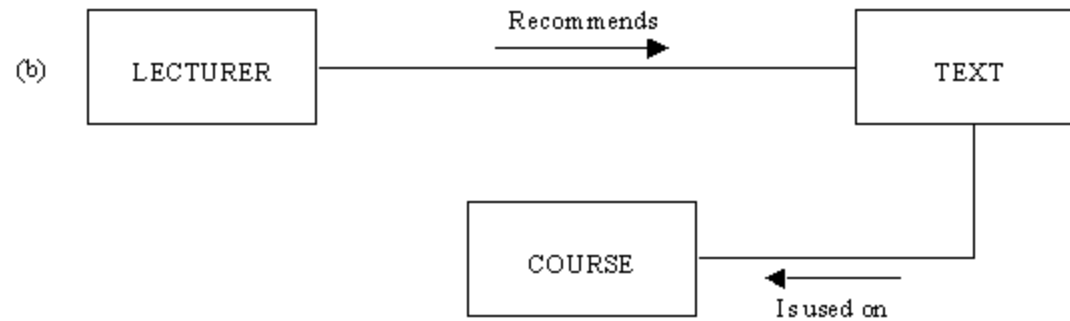 Recommends
(b)
LECTURER
TEXT
COURSE
Is used on